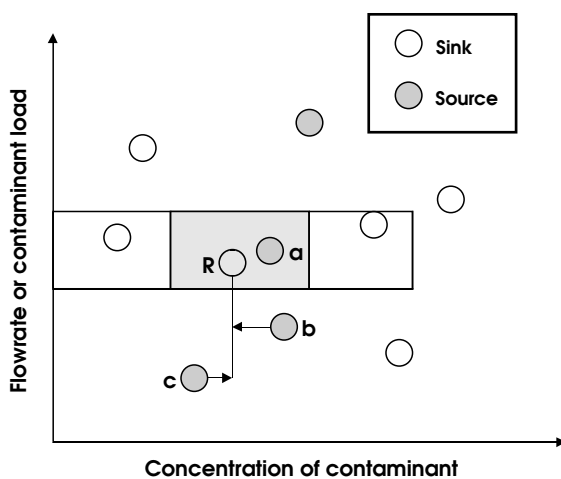 Sink
Source
Flowrate or contaminant load
R
a
b
c
Concentration of contaminant